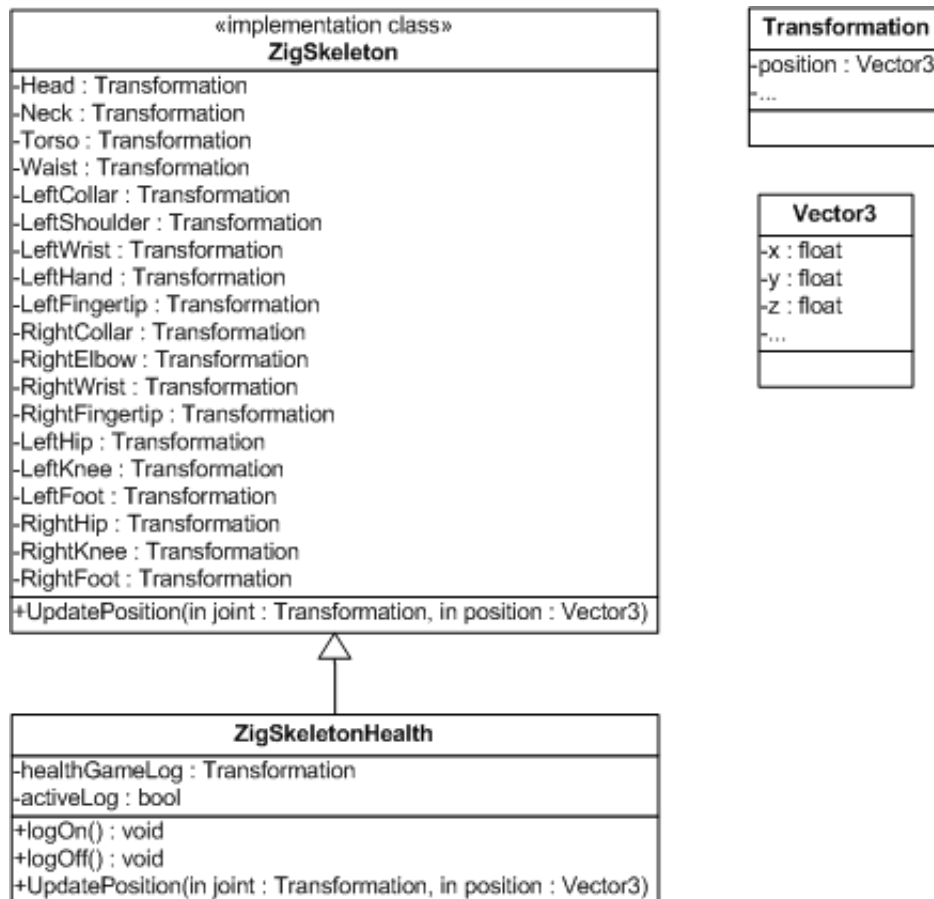 «implementation class»
ZigSkeleton
-Head : Transformation
-Neck : Transformation
-Torso : Transformation
-Waist : Transformation
-LeftCollar : Transformation
-LeftShoulder : Transformation
-LeftWrist : Transformation
-LeftHand : Transformation
-LeftFingertip : Transformation
-RightCollar : Transformation
-RightElbow : Transformation
-RightWrist : Transformation
-RightFingertip : Transformation
-LeftHip : Transformation
-LeftKnee : Transformation
-LeftFoot : Transformation
-RightHip : Transformation
-RightKnee : Transformation
-RightFoot : Transformation
+UpdatePosition(in joint : Transformation, in position : Vector3)
ZigSkeletonHealth
-healthGameLog : Transformation
-activeLog : bool
+logOn() : void
+logOff() : void
+UpdatePosition(in joint : Transformation, in position : Vector3)
Transformation
-position : Vector3
-...
Vector3
-x : float
-y : float
-z : float
-...